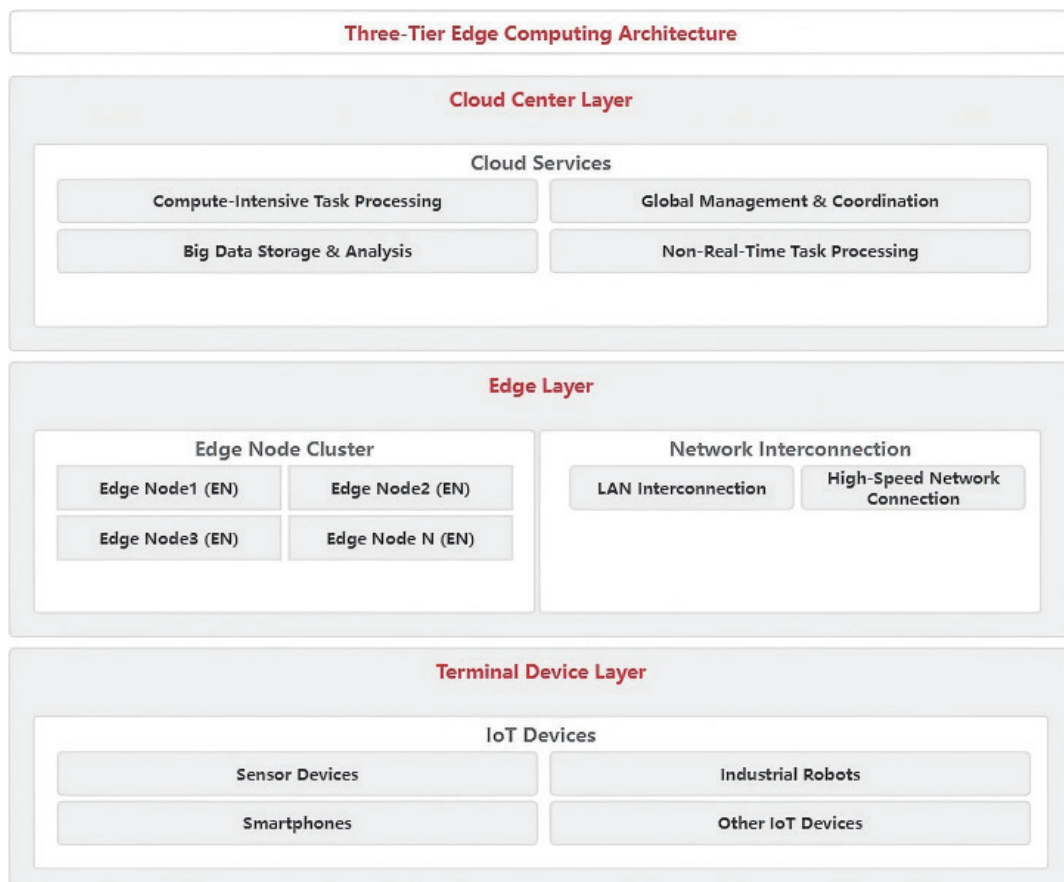 Three-Tier Edge Computing Architecture
Cloud Center Layer
Cloud Services
Compute-Intensive Task Processing
Global Management & Coordination
Big Data Storage & Analysis
Non-Real-Time Task Processing
Edge Layer
Edge Node Cluster
Edge Node1 (EN)
Edge Node2 (EN)
Edge Node3 (EN)
Edge Node N (EN)
Network Interconnection
LAN Interconnection
High-Speed Network
Connection
Terminal Device Layer
IoT Devices
Sensor Devices
Industrial Robots
Smartphones
Other IoT Devices